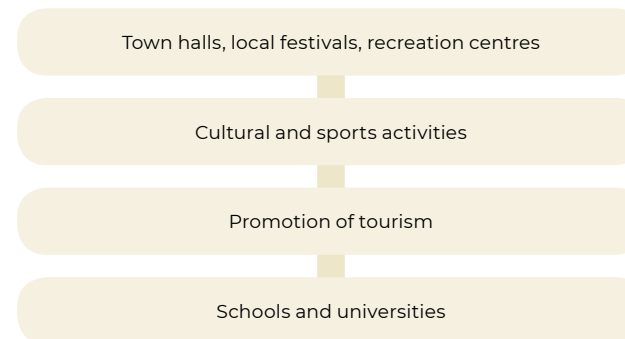 Town halls, local festivals, recreation centres
Cultural and sports activities
Promotion of tourism
Schools and universities